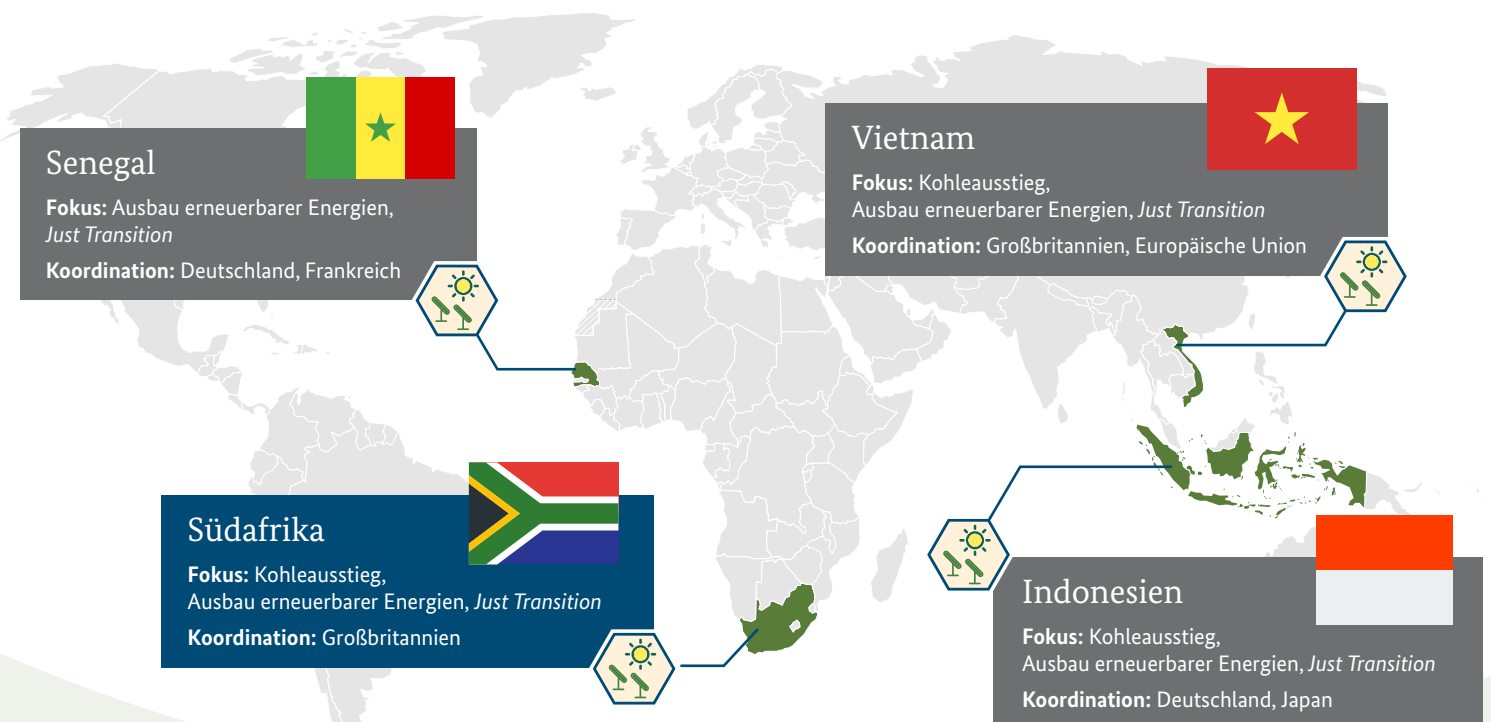 Senegal
Fokus: Ausbau erneuerbarer Energien,
Just Transition
Koordination: Deutschland, Frankreich
Vietnam
Fokus: Kohleausstieg,
Ausbau erneuerbarer Energien, Just Transition
Koordination: Großbritannien, Europäische Union
Südafrika
Fokus: Kohleausstieg,
Ausbau erneuerbarer Energien, Just Transition
Koordination: Großbritannien
Indonesien
Fokus: Kohleausstieg,
Ausbau erneuerbarer Energien, Just Transition
Koordination: Deutschland, Japan